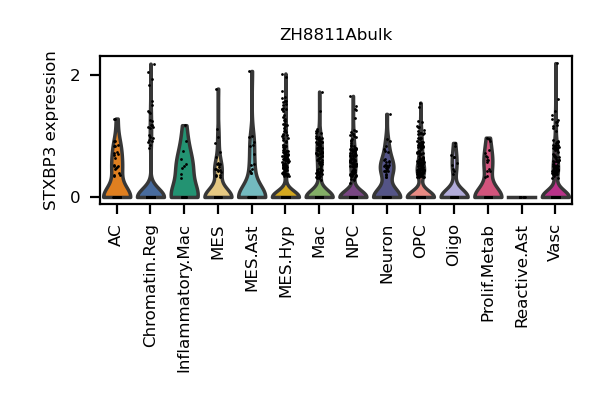 ZH8811Abulk
STXBP3 expression
2
0
AC
Chromatin.Reg
Inflammatory.Mac
MES
MES.Ast
MES.Hyp
Mac
NPC
Neuron
OPC
Oligo
Prolif.Metab
Reactive.Ast
Vasc